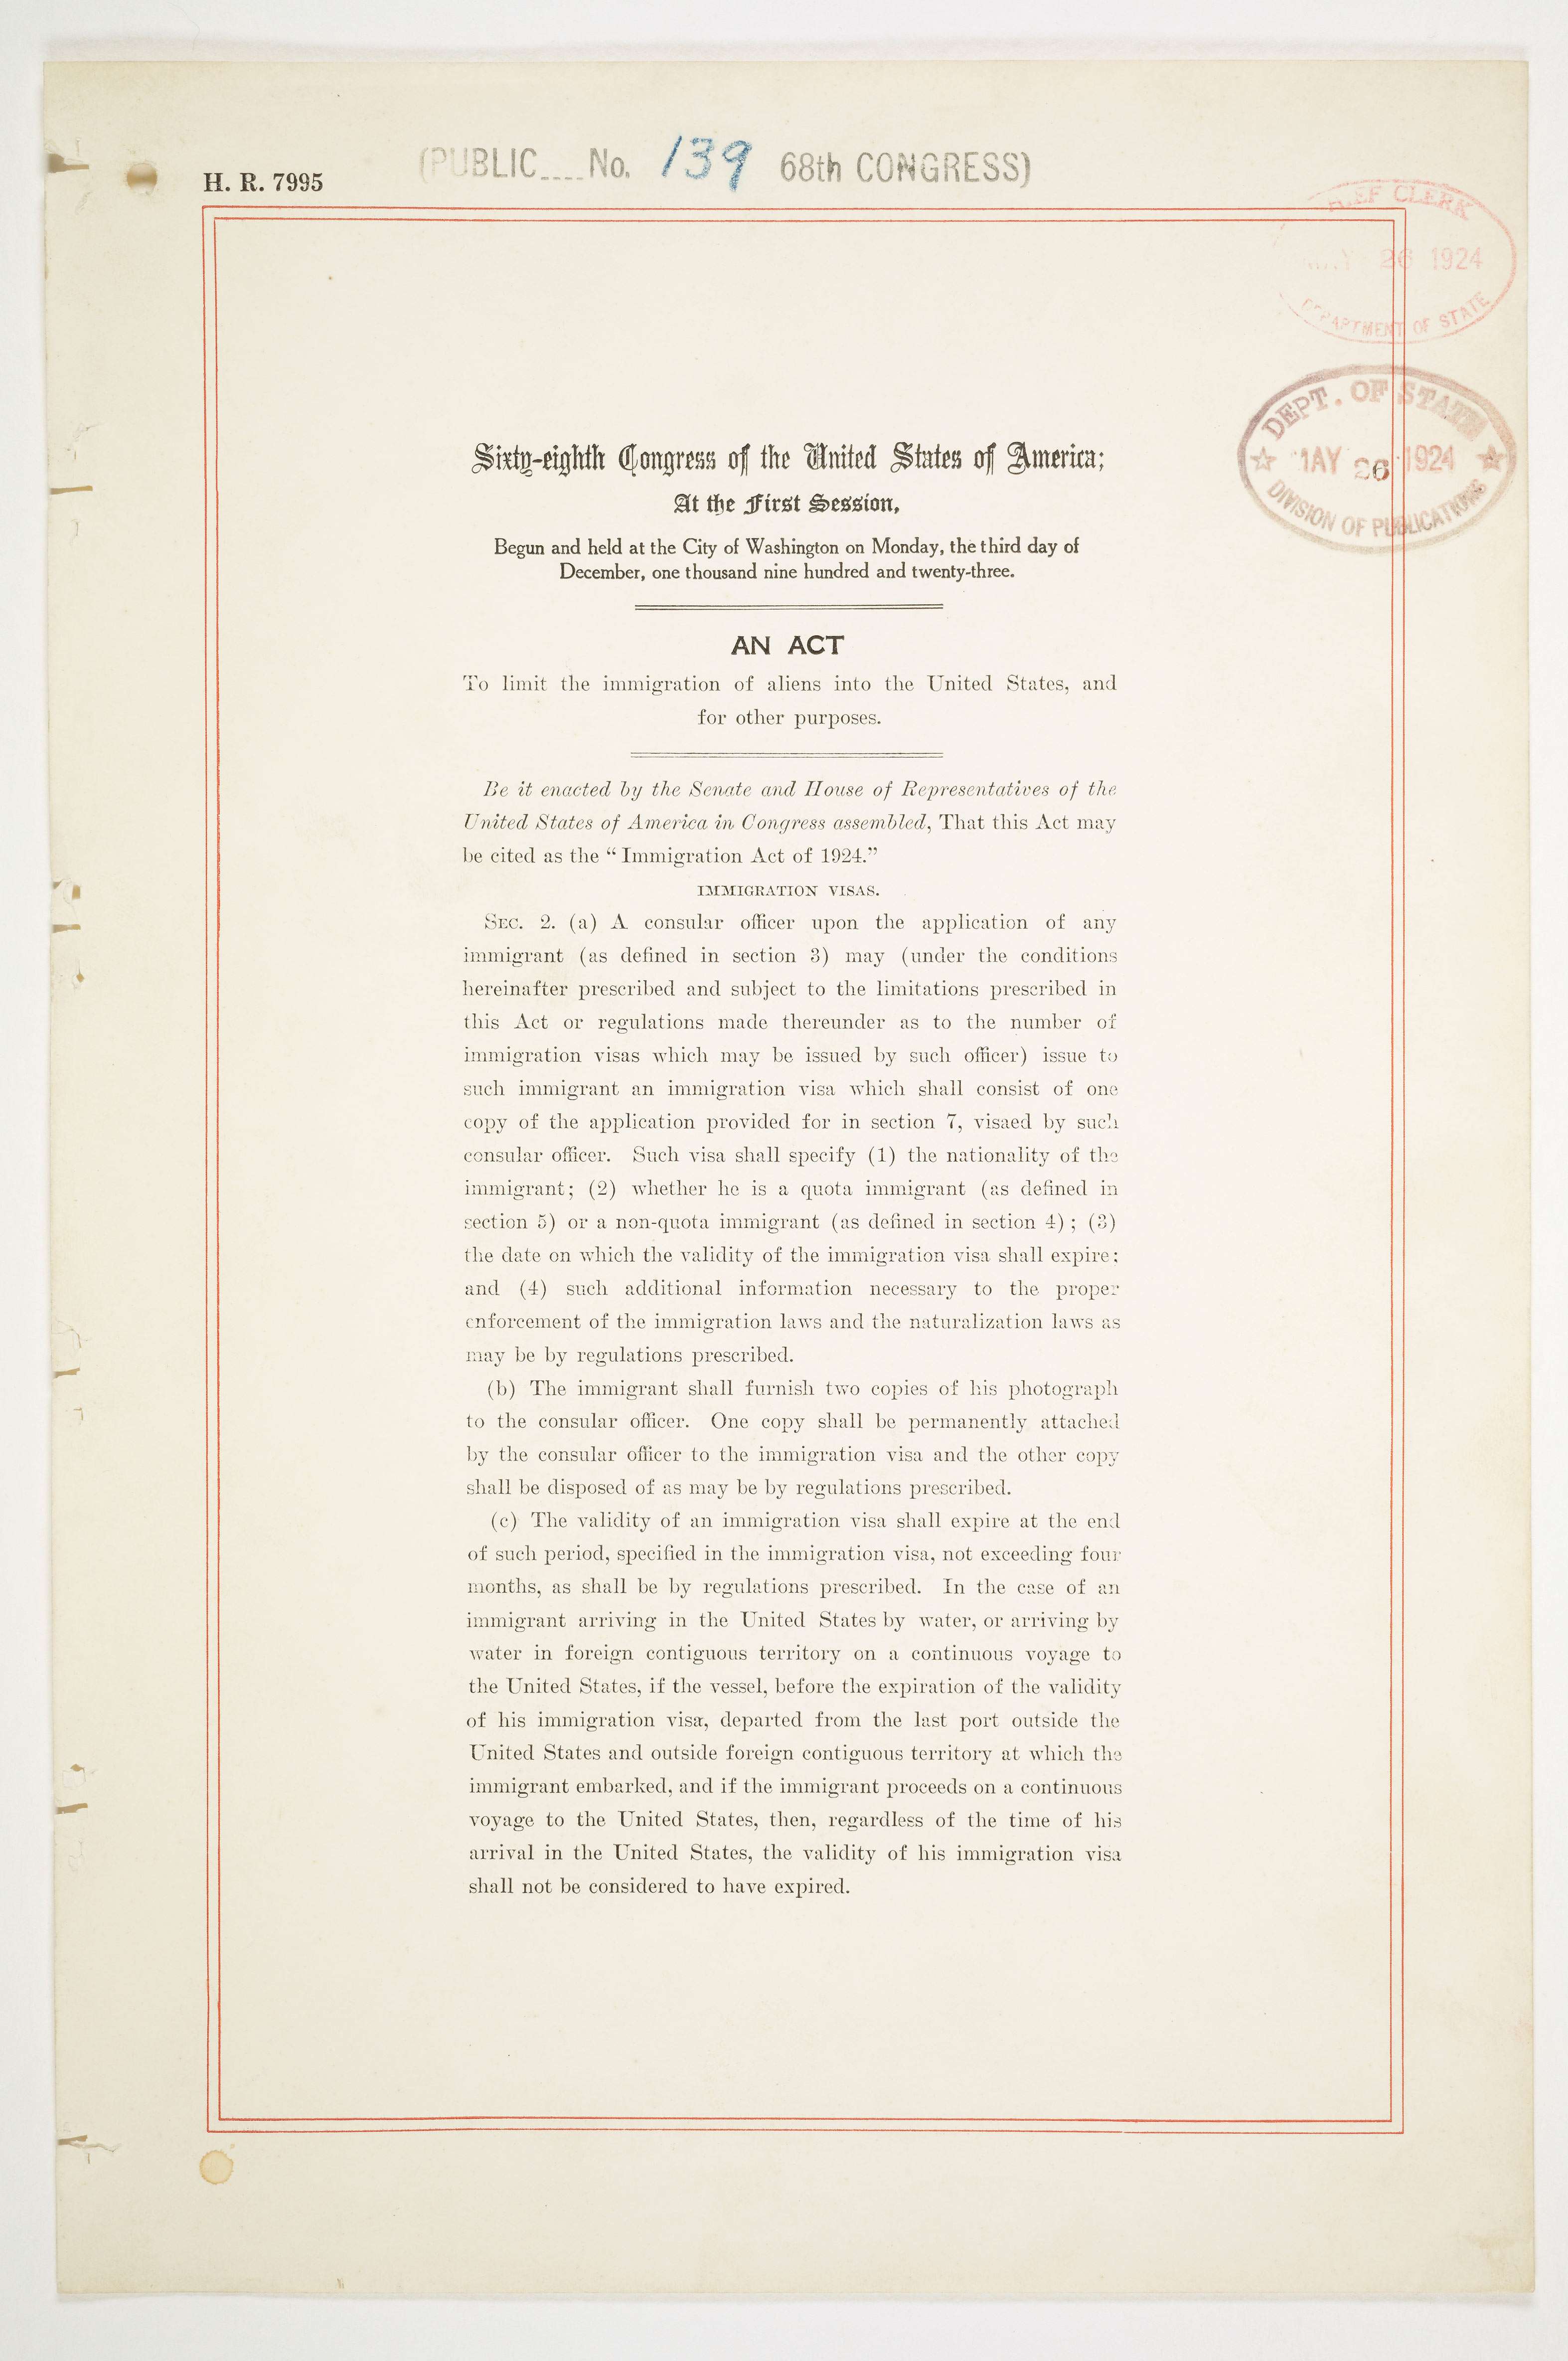 (PUBLIC No. 139 68th CONGRESS)
H. R. 7995
CLERK
26 1924
DEPARTMENT OF STATE
DEPT. OF STATE
MAY 26 1924
DIVISION OF PUBLICATIONS
Sixty-eighth Congress of the United States of America;
At the First Session,
Begun and held at the City of Washington on Monday, the third day of
December, one thousand nine hundred and twenty-three.
AN ACT
To limit the immigration of aliens into the United States, and
for other purposes.
Be it enacted by the Senate and House of Representatives of the
United States of America in Congress assembled, That this Act may
be cited as the “Immigration Act of 1924.”
IMMIGRATION VISAS.
SEC. 2. (a) A consular officer upon the application of any
immigrant (as defined in section 3) may (under the conditions
hereinafter prescribed and subject to the limitations prescribed in
this Act or regulations made thereunder as to the number of
immigration visas which may be issued by such officer) issue to
such immigrant an immigration visa which shall consist of one
copy of the application provided for in section 7, visaed by such
consular officer. Such visa shall specify (1) the nationality of the
immigrant; (2) whether he is a quota immigrant (as defined in
section 5) or a non-quota immigrant (as defined in section 4); (3)
the date on which the validity of the immigration visa shall expire;
and (4) such additional information necessary to the proper
enforcement of the immigration laws and the naturalization laws as
may be by regulations prescribed.
(b) The immigrant shall furnish two copies of his photograph
to the consular officer. One copy shall be permanently attached
by the consular officer to the immigration visa and the other copy
shall be disposed of as may be by regulations prescribed.
(c) The validity of an immigration visa shall expire at the end
of such period, specified in the immigration visa, not exceeding four
months, as shall be by regulations prescribed. In the case of an
immigrant arriving in the United States by water, or arriving by
water in foreign contiguous territory on a continuous voyage to
the United States, if the vessel, before the expiration of the validity
of his immigration visa, departed from the last port outside the
United States and outside foreign contiguous territory at which the
immigrant embarked, and if the immigrant proceeds on a continuous
voyage to the United States, then, regardless of the time of his
arrival in the United States, the validity of his immigration visa
shall not be considered to have expired.